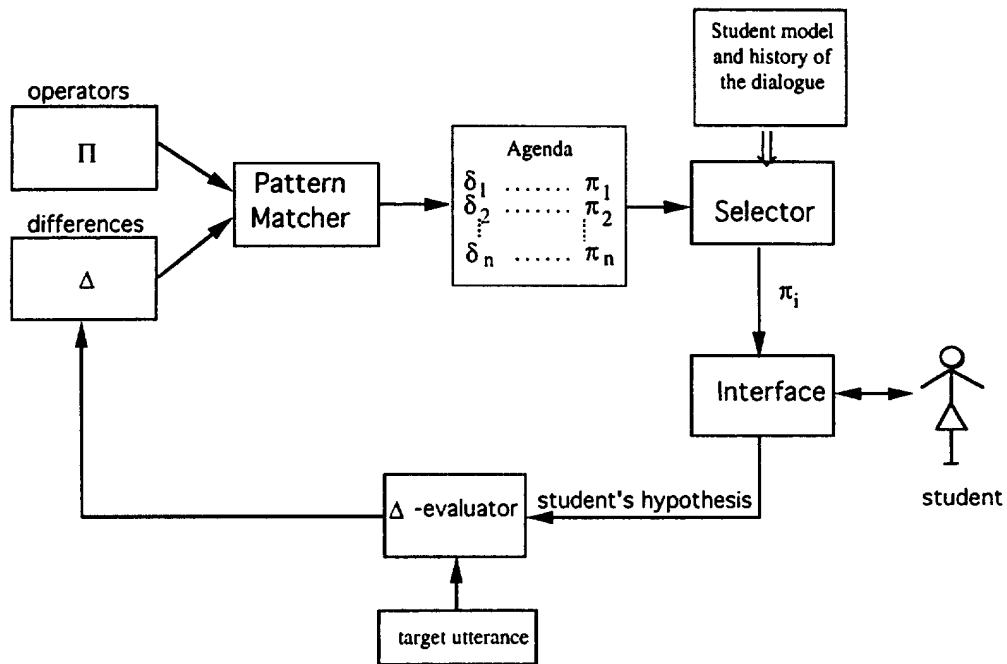 Student model
and history of
the dialogue
operators
Π
differences
Δ
Pattern
Matcher
Agenda
δ1 ....... π1
δ2 ....... π2
δn ....... πn
Selector
πi
Interface
student
student's hypothesis
Δ -evaluator
target utterance